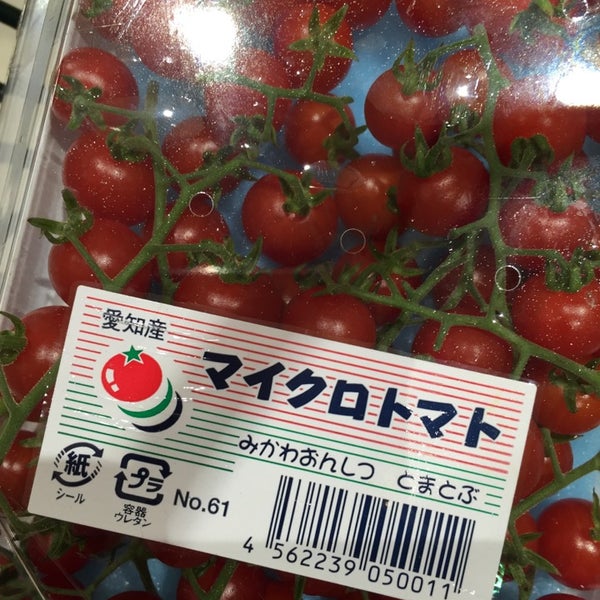 愛知産
マイクロトマト
みかわおんしつ とまとぶ
紙
シール
プラ
容器
ウレタン
No.61
4 562239 050011